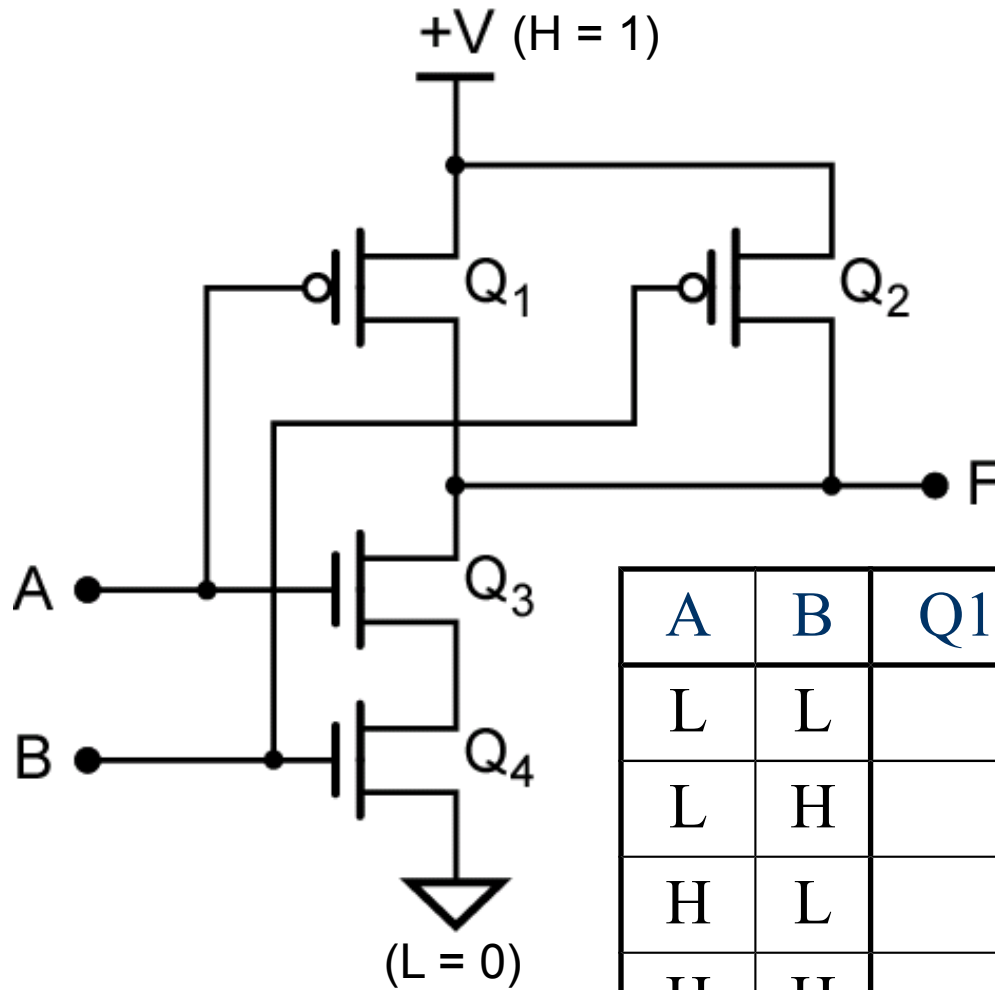 +V (H = 1)
Q1
Q2
F
A
Q3
B
Q4
(L = 0)
A B Q1
L L
L H
H L
H H